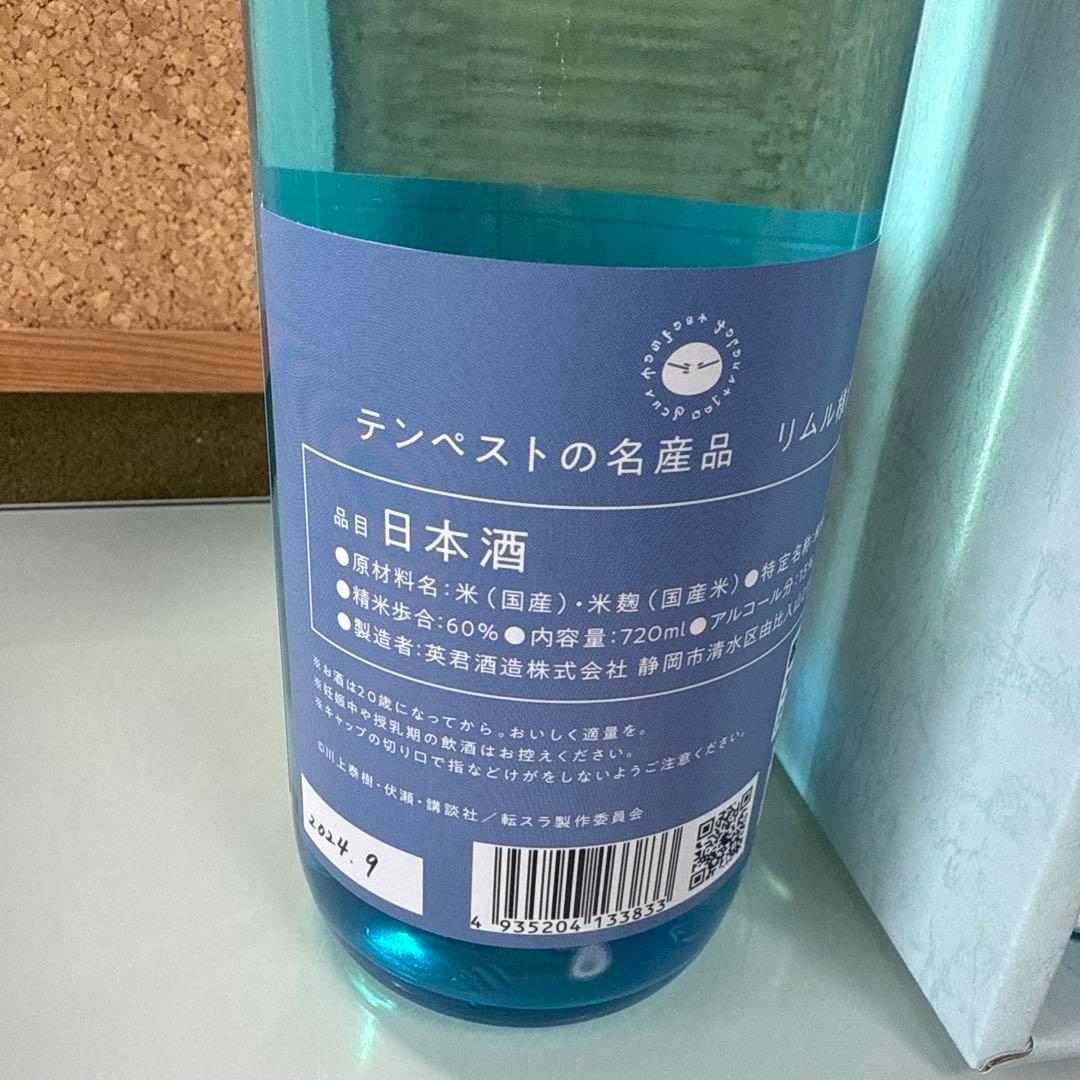 テンペストの名産品　リムル様
品目 日本酒
●原材料名：米（国産）・米麹（国産米）●特定名称：
●精米歩合：60％●内容量：720ml●アルコール分：15
●製造者：英君酒造株式会社 静岡市清水区由比入山
※お酒は20歳になってから。おいしく適量を。
※妊娠中や授乳期の飲酒はお控えください。
※キャップの切り口で指などけがをしないようご注意ください。
©川上泰樹・伏瀬・講談社／転スラ製作委員会
2024.9
4 935204 133833